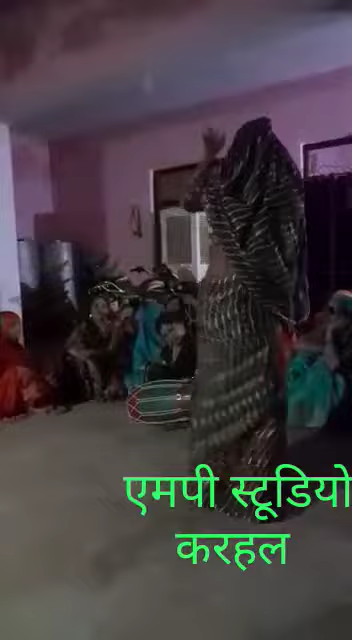 एमपी स्टूडियो
करहल